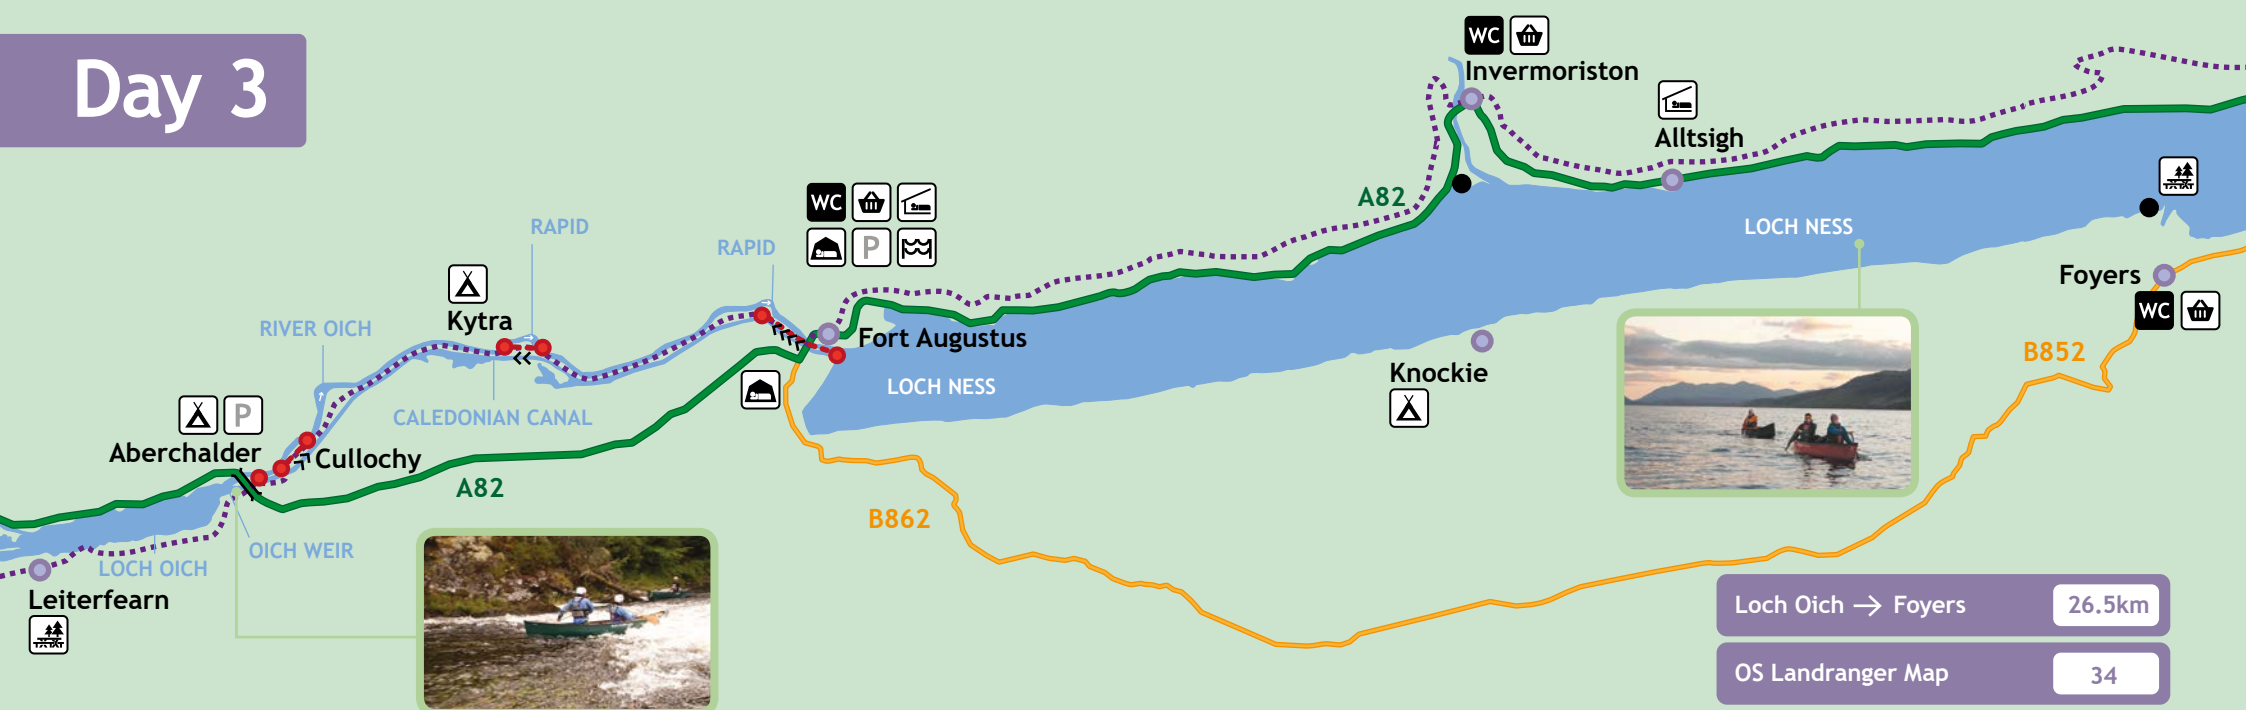 Day 3
WC
Invermoriston
Alltsigh
A82
WC
P
RAPID
RAPID
LOCH NESS
Kytra
RIVER OICH
Fort Augustus
Foyers
WC
LOCH NESS
Knockie
B852
CALEDONIAN CANAL
P
Aberchalder
Cullochy
A82
B862
OICH WEIR
LOCH OICH
Leiterfearn
Loch Oich → Foyers 26.5km
OS Landranger Map 34